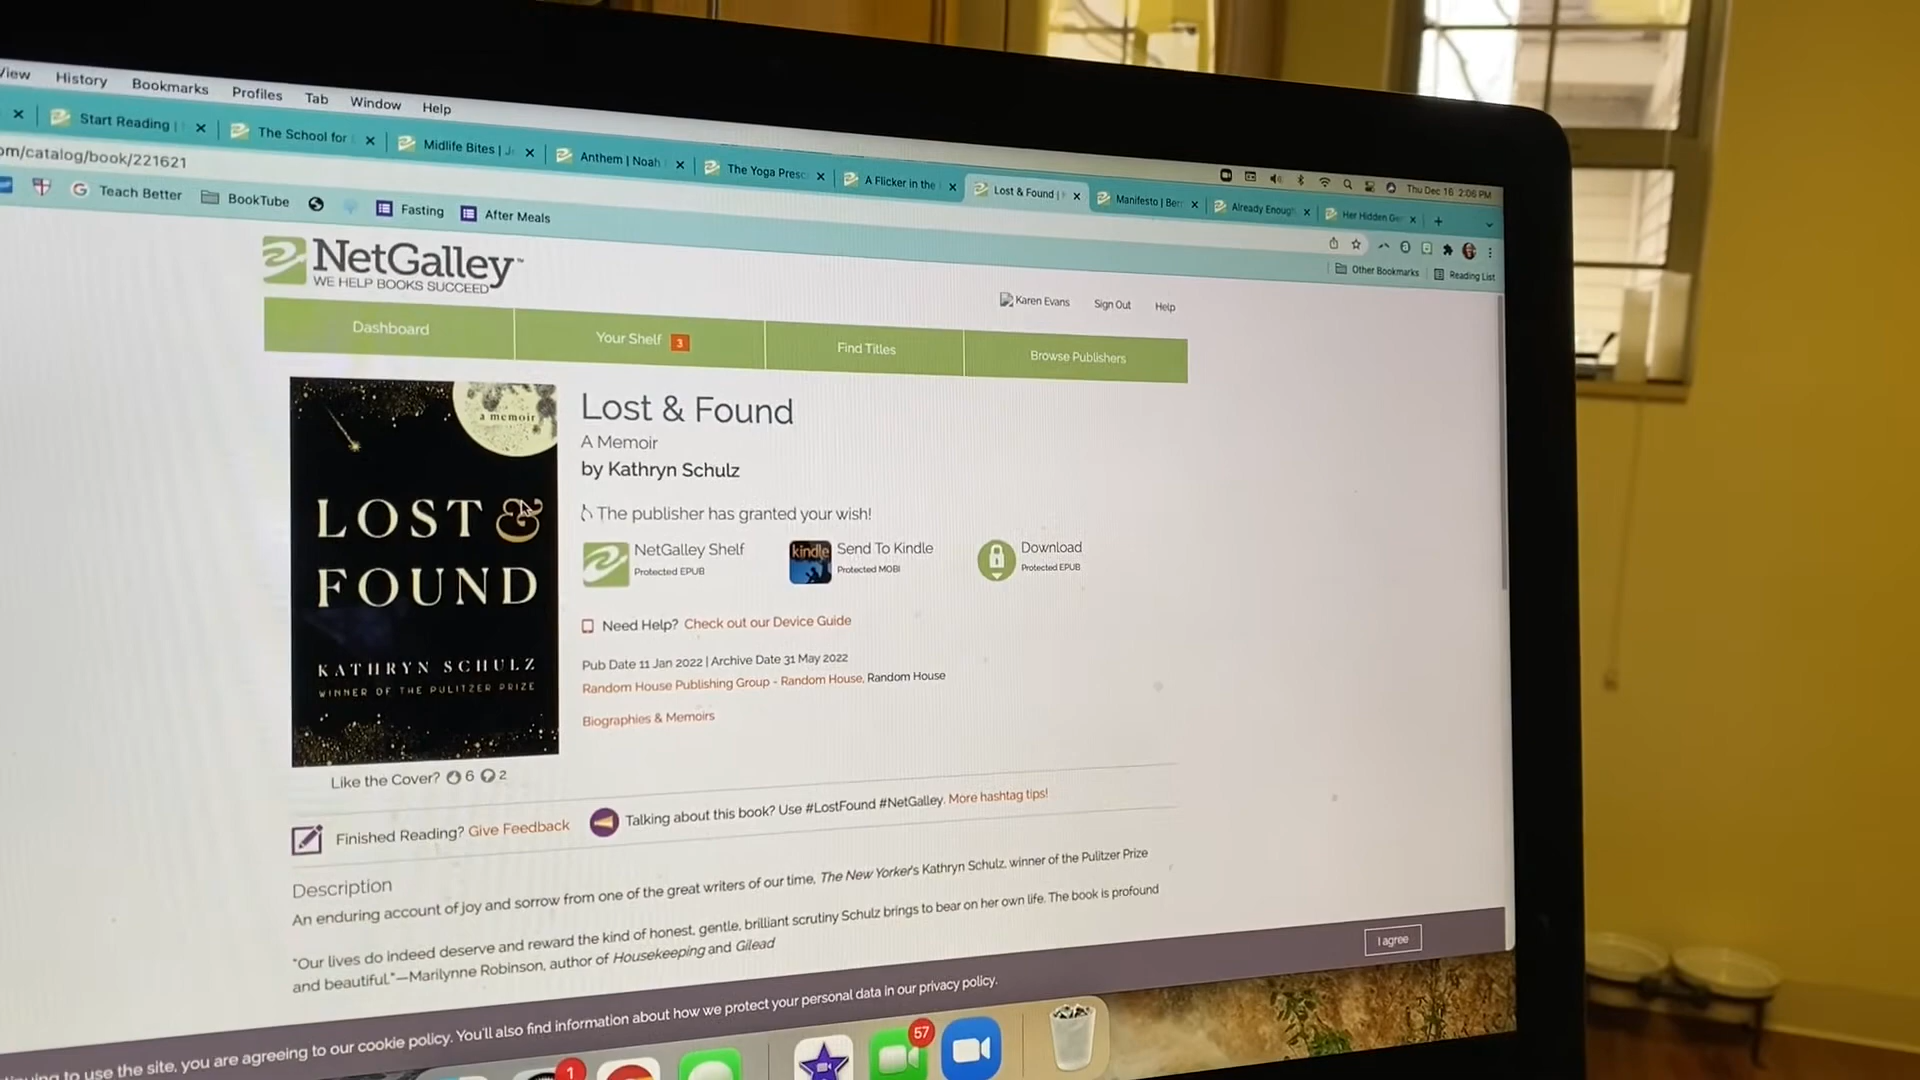 View History Bookmarks Profiles Tab Window Help
Thu Dec 16 2:06 PM
Start Reading |
The School for
Midlife Bites | J
Anthem | Noah
The Yoga Presc
A Flicker in the
Lost & Found |
Manifesto | Ber
Already Enough
Her Hidden Ge
om/catalog/book/221621
Teach Better
BookTube
Fasting
After Meals
Other Bookmarks
Reading List
NetGalley™
WE HELP BOOKS SUCCEED
Karen Evans Sign Out Help
Dashboard
Your Shelf 3
Find Titles
Browse Publishers
a memoir
LOST &
FOUND
KATHRYN SCHULZ
WINNER OF THE PULITZER PRIZE
Like the Cover? 6 2
Lost & Found
A Memoir
by Kathryn Schulz
The publisher has granted your wish!
NetGalley Shelf
Protected EPUB
kindle
Send To Kindle
Protected MOBI
Download
Protected EPUB
Need Help? Check out our Device Guide
Pub Date 11 Jan 2022 | Archive Date 31 May 2022
Random House Publishing Group - Random House, Random House
Biographies & Memoirs
Finished Reading? Give Feedback
Talking about this book? Use #LostFound #NetGalley. More hashtag tips!
Description
An enduring account of joy and sorrow from one of the great writers of our time, The New Yorker's Kathryn Schulz, winner of the Pulitzer Prize
"Our lives do indeed deserve and reward the kind of honest, gentle, brilliant scrutiny Schulz brings to bear on her own life. The book is profound
and beautiful."—Marilynne Robinson, author of Housekeeping and Gilead
to use the site, you are agreeing to our cookie policy. You'll also find information about how we protect your personal data in our privacy policy.
I agree
1
57